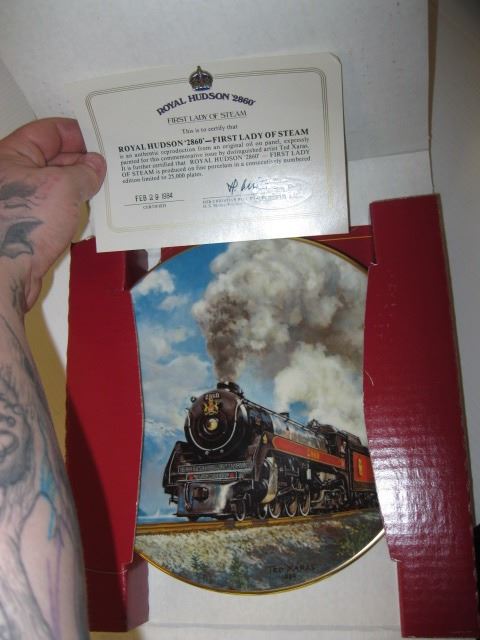 ROYAL HUDSON '2860'
FIRST LADY OF STEAM
This is to certify that
ROYAL HUDSON '2860'—FIRST LADY OF STEAM
is an authentic reproduction from an original oil on panel, expressly
painted for this commemorative issue by distinguished artist Ted Xaras.
It is further certified that ROYAL HUDSON '2860' — FIRST LADY
OF STEAM is produced on fine porcelain in a consecutively numbered
edition limited to 25,000 plates.
FEB 29 1984
CERTIFIED
2860
2860
TED XARAS